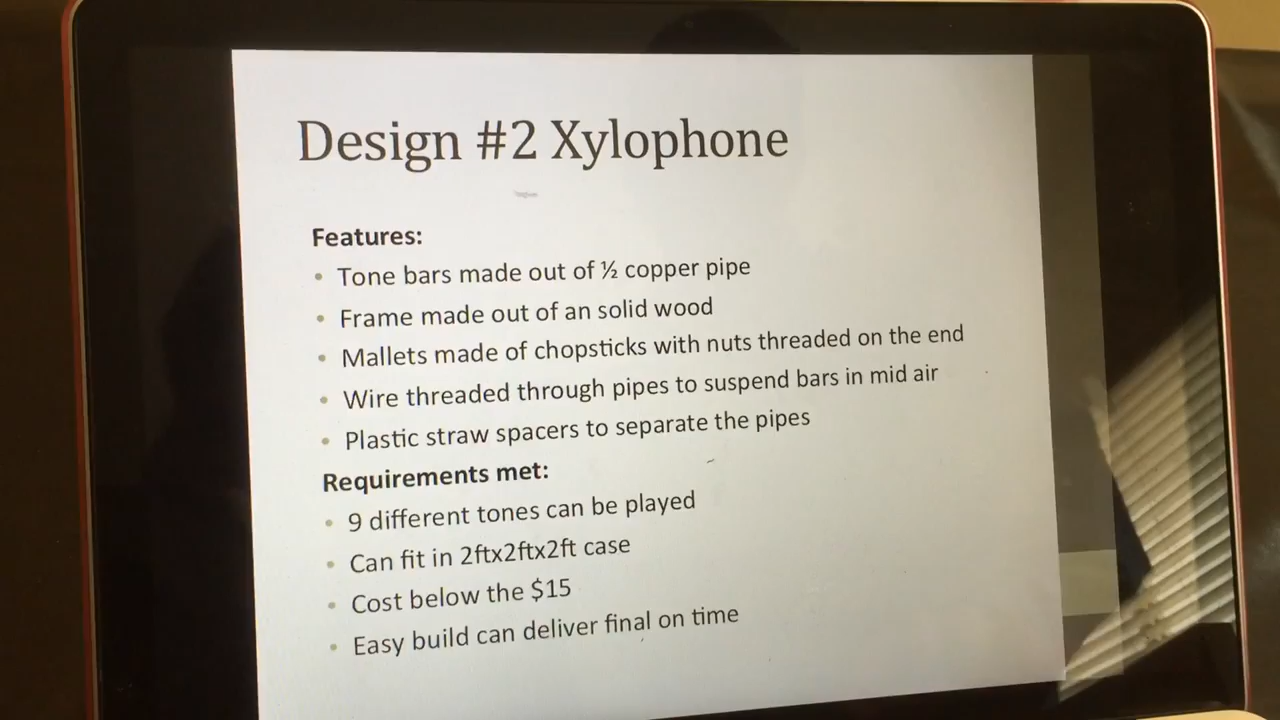 Design #2 Xylophone
Features:
• Tone bars made out of ½ copper pipe
• Frame made out of an solid wood
• Mallets made of chopsticks with nuts threaded on the end
• Wire threaded through pipes to suspend bars in mid air
• Plastic straw spacers to separate the pipes
Requirements met:
• 9 different tones can be played
• Can fit in 2ftx2ftx2ft case
• Cost below the $15
• Easy build can deliver final on time